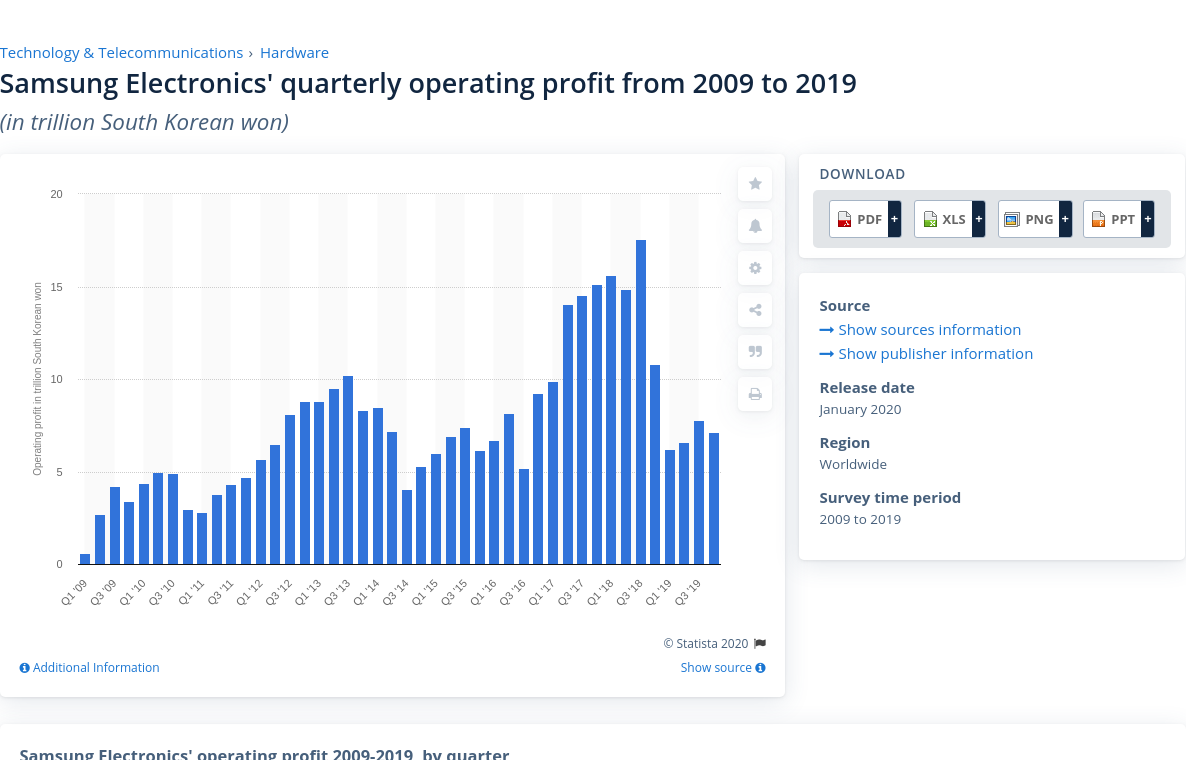 Technology & Telecommunications › Hardware
Samsung Electronics' quarterly operating profit from 2009 to 2019
(in trillion South Korean won)
Operating profit in trillion South Korean won
20
15
10
5
0
Q1 '09 Q3 '09 Q1 '10 Q3 '10 Q1 '11 Q3 '11 Q1 '12 Q3 '12 Q1 '13 Q3 '13 Q1 '14 Q3 '14 Q1 '15 Q3 '15 Q1 '16 Q3 '16 Q1 '17 Q3 '17 Q1 '18 Q3 '18 Q1 '19 Q3 '19
© Statista 2020
Additional Information Show source
DOWNLOAD
PDF + XLS + PNG + PPT +
Source
Show sources information
Show publisher information
Release date
January 2020
Region
Worldwide
Survey time period
2009 to 2019
Samsung Electronics' operating profit 2009-2019, by quarter